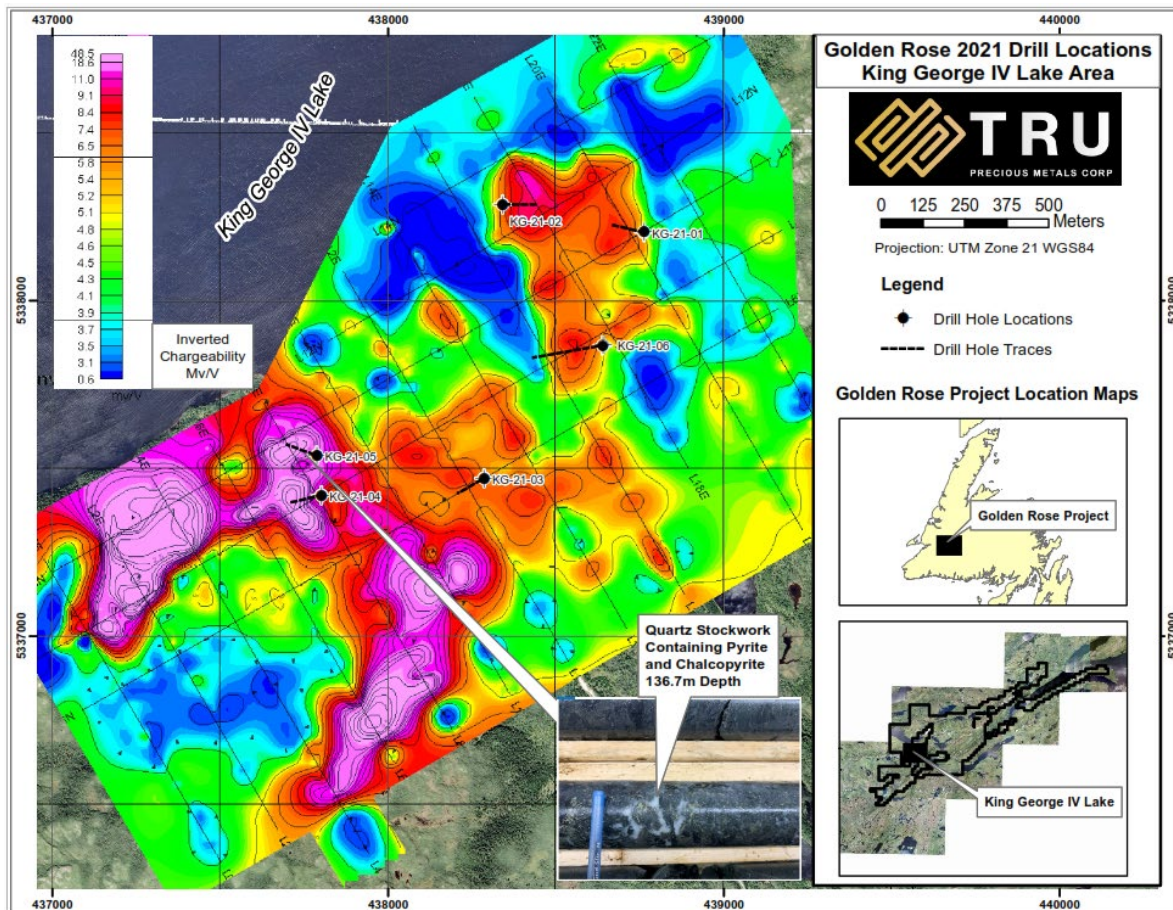 437000
438000
439000
440000
48.5
18.6
11.0
9.1
8.4
7.4
6.5
5.8
5.4
5.2
5.1
4.8
4.6
4.5
4.3
4.1
3.9
3.7
3.5
3.1
0.6
mv/V
Inverted
Chargeability
Mv/V
King George IV Lake
L20E
L12N
L18E
KG-21-02
KG-21-01
KG-21-06
KG-21-05
KG-21-04
KG-21-03
5338000
5338000
5337000
5337000
Quartz Stockwork
Containing Pyrite
and Chalcopyrite
136.7m Depth
437000
438000
439000
440000
Golden Rose 2021 Drill Locations
King George IV Lake Area
TRU
PRECIOUS METALS CORP
0 125 250 375 500
Meters
Projection: UTM Zone 21 WGS84
Legend
Drill Hole Locations
Drill Hole Traces
Golden Rose Project Location Maps
Golden Rose Project
King George IV Lake